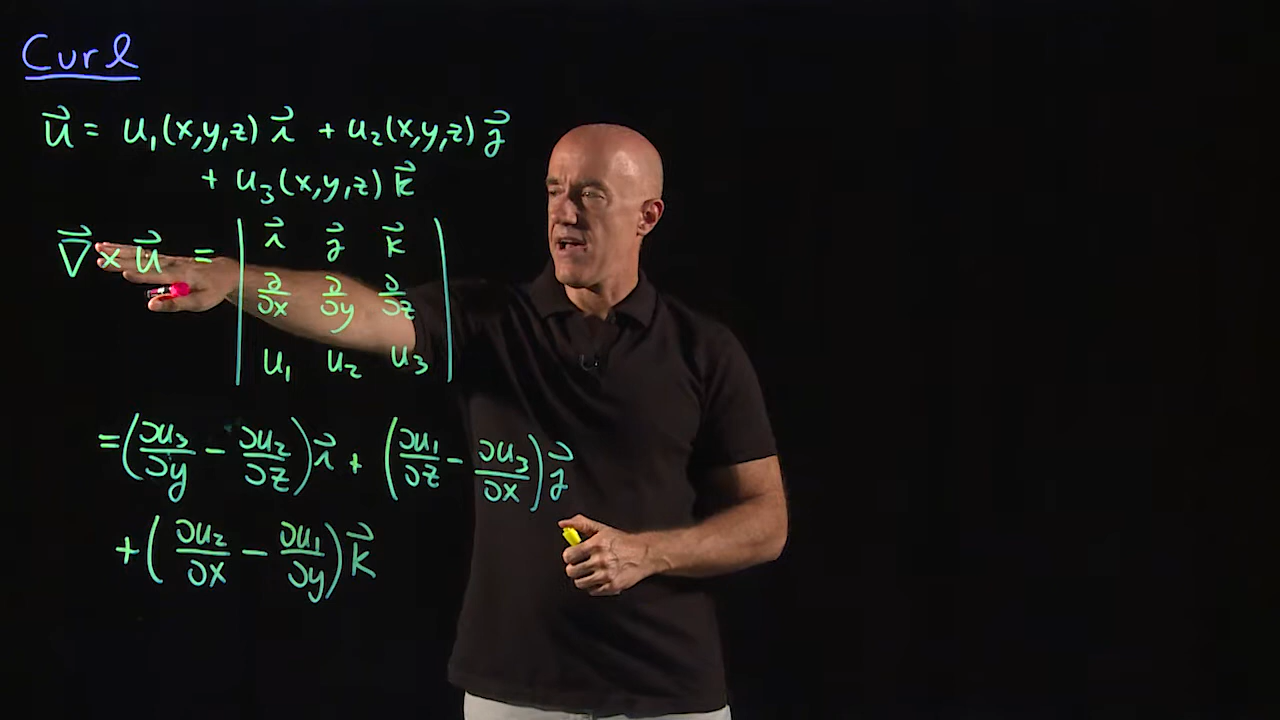 Curl
u⃗ = u₁(x,y,z) i⃗ + u₂(x,y,z) j⃗
+ u₃(x,y,z) k⃗
∇⃗ × u⃗ = | i⃗ j⃗ k⃗ |
| ∂/∂x ∂/∂y ∂/∂z |
| u₁ u₂ u₃ |
= (∂u₃/∂y − ∂u₂/∂z) i⃗ + (∂u₁/∂z − ∂u₃/∂x) j⃗
+ (∂u₂/∂x − ∂u₁/∂y) k⃗